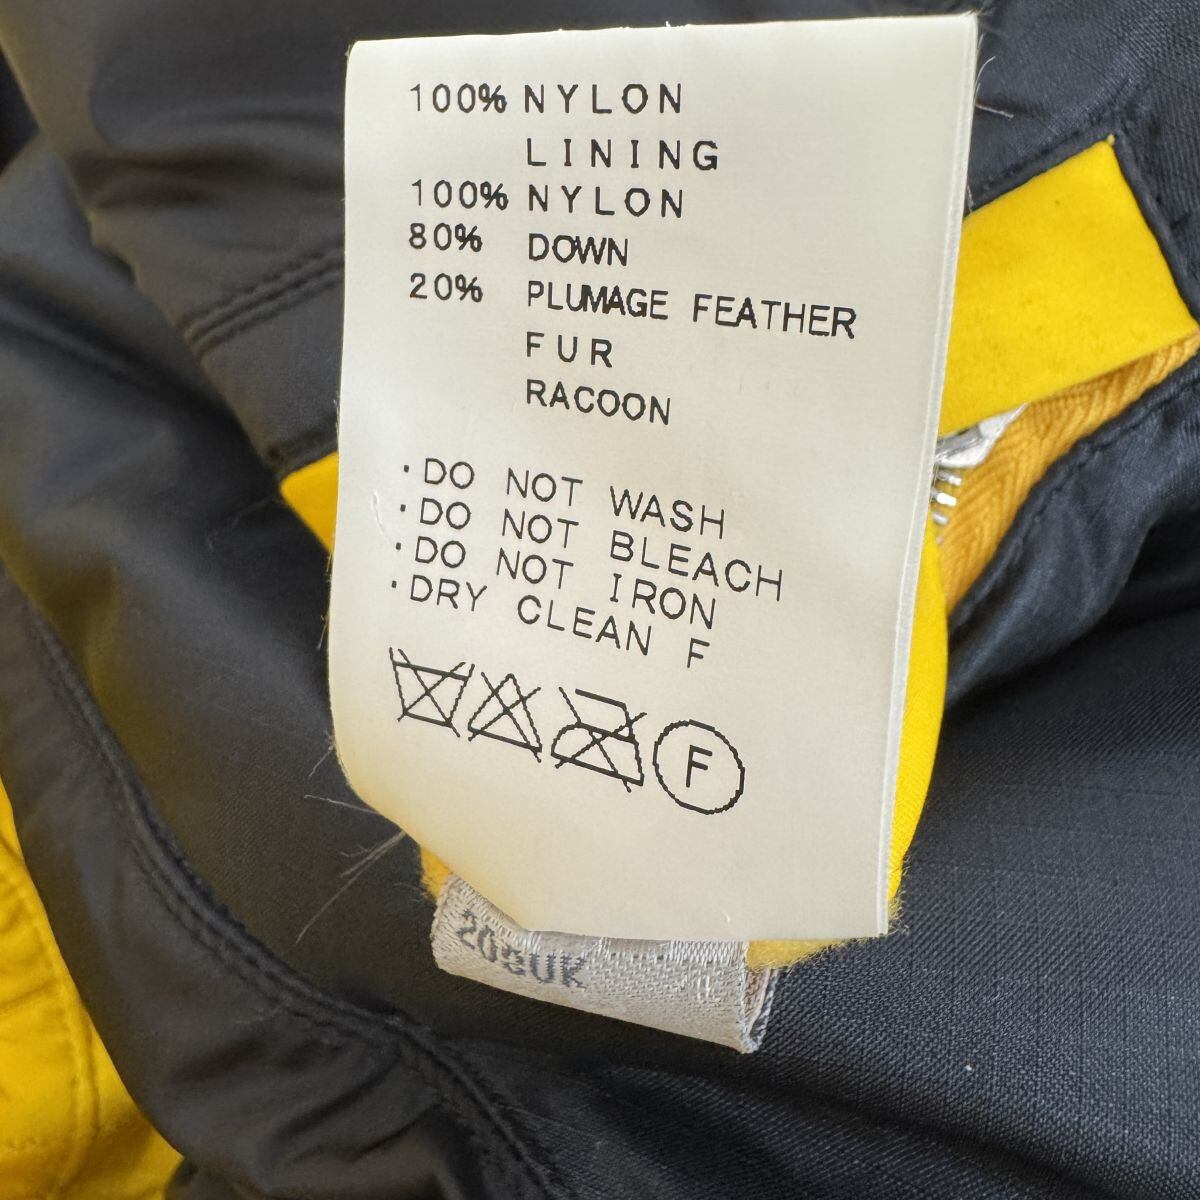 100% NYLON
LINING
100% NYLON
80% DOWN
20% PLUMAGE FEATHER
FUR
RACOON
·DO NOT WASH
·DO NOT BLEACH
·DO NOT IRON
·DRY CLEAN F
F